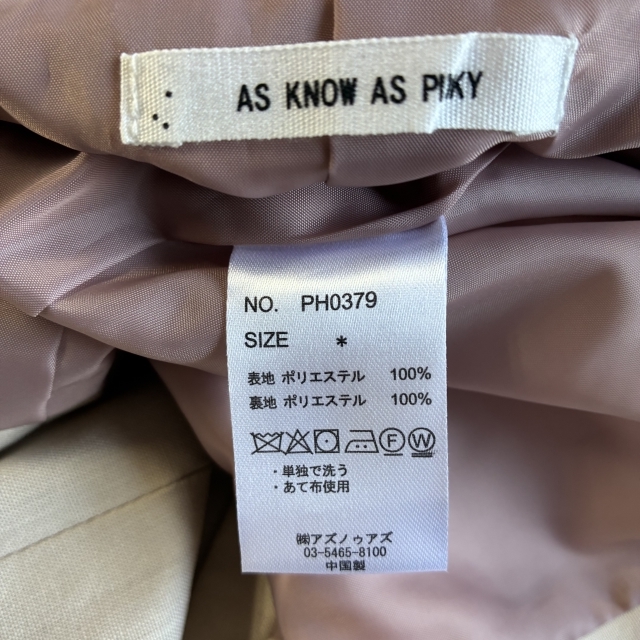 AS KNOW AS PINKY
NO. PH0379
SIZE *
表地 ポリエステル 100%
裏地 ポリエステル 100%
・単独で洗う
・あて布使用
㈱アズノゥアズ
03-5465-8100
中国製